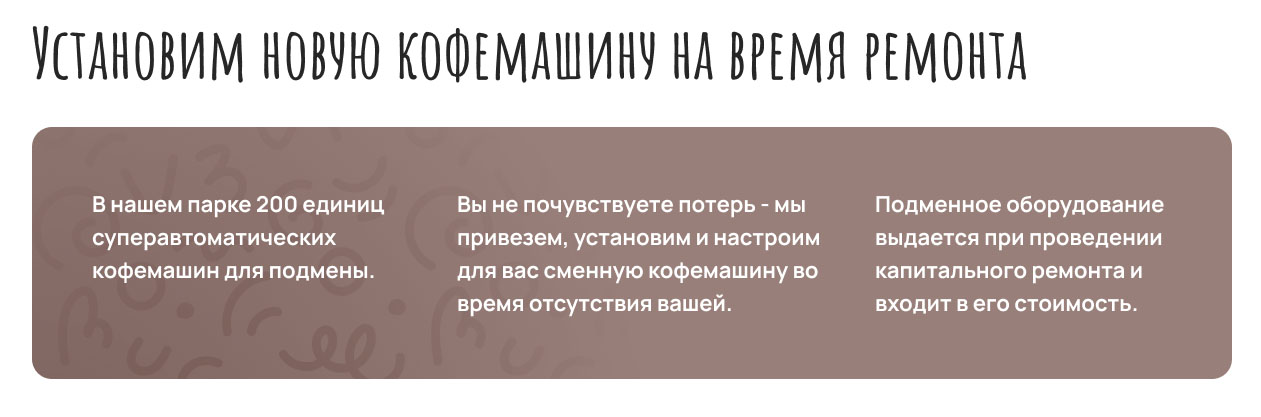 Установим новую кофемашину на время ремонта
В нашем парке 200 единиц
суперавтоматических
кофемашин для подмены.
Вы не почувствуете потерь - мы
привезем, установим и настроим
для вас сменную кофемашину во
время отсутствия вашей.
Подменное оборудование
выдается при проведении
капитального ремонта и
входит в его стоимость.